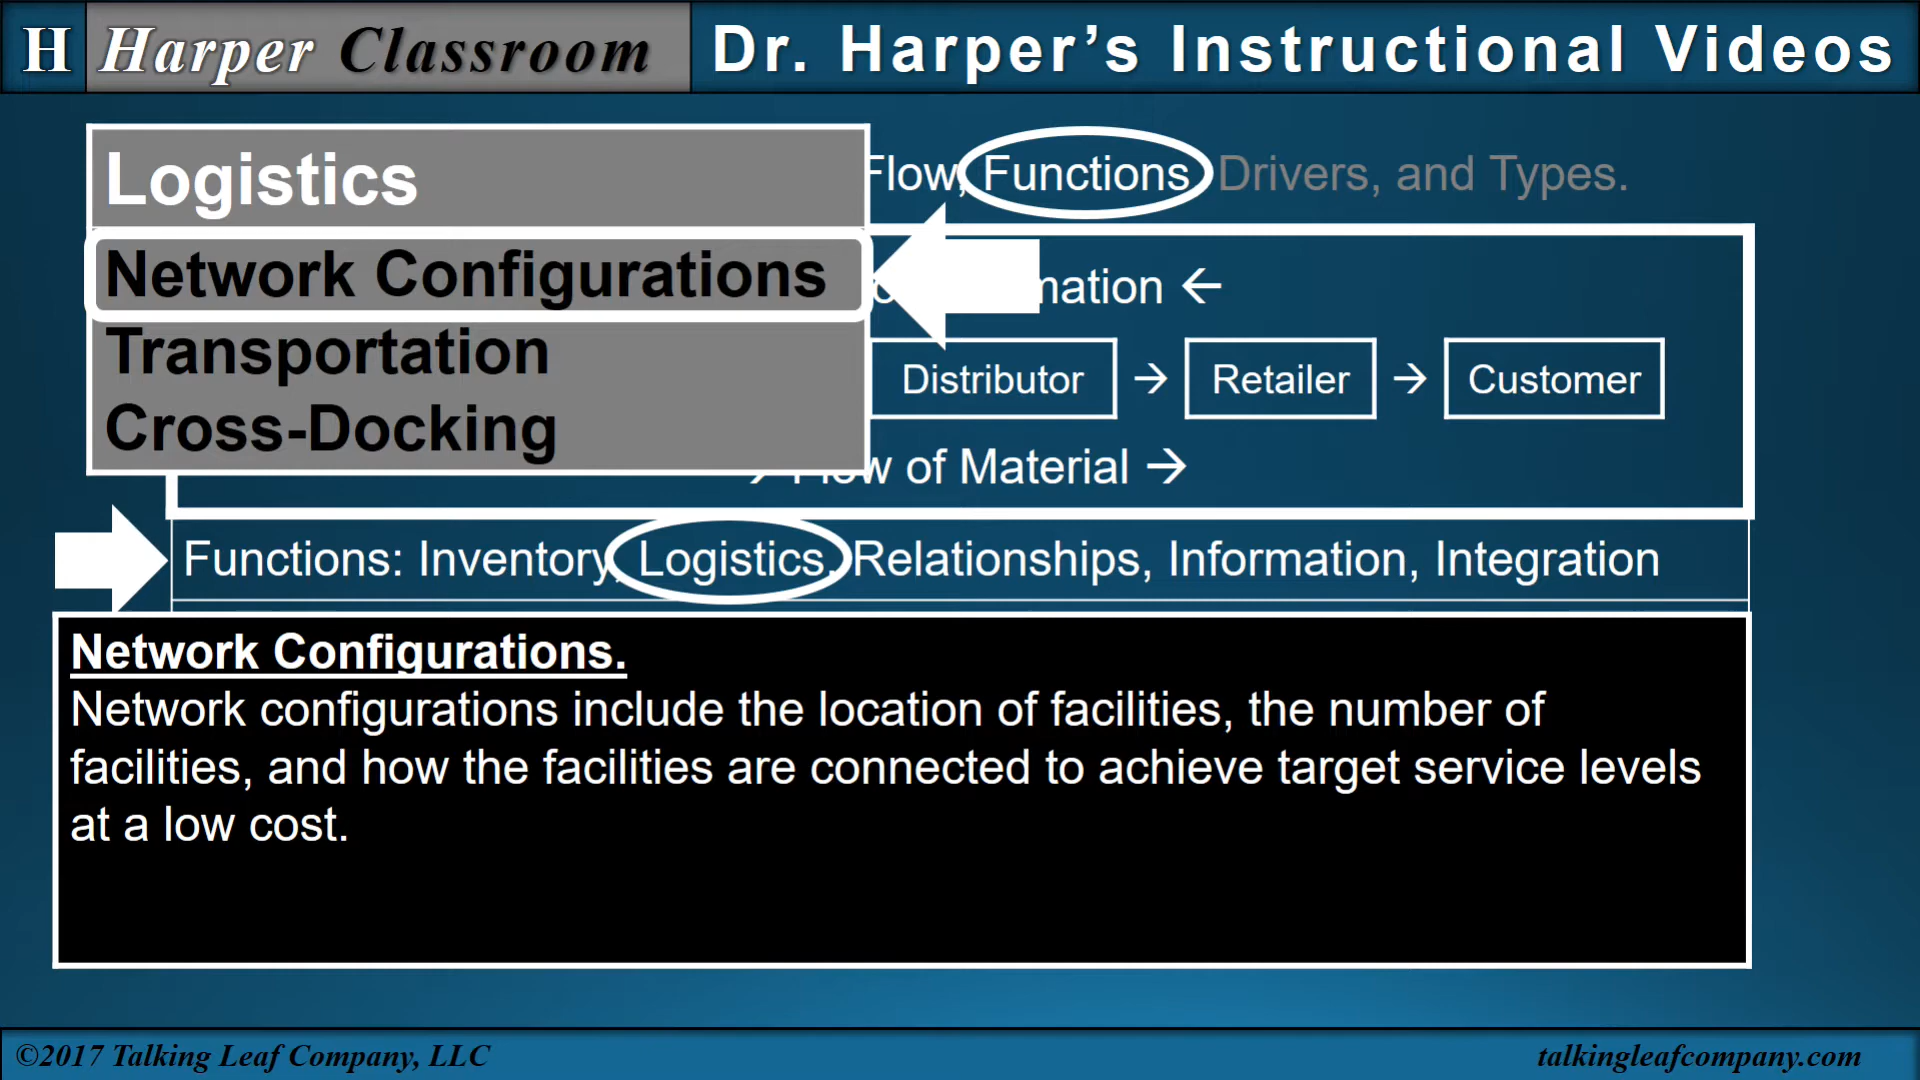 H Harper Classroom Dr. Harper’s Instructional Videos
Logistics
Flow, Functions Drivers, and Types.
Network Configurations
Transportation
Cross-Docking
Distributor → Retailer → Customer
of Material →
Functions: Inventory, Logistics, Relationships, Information, Integration
Network Configurations.
Network configurations include the location of facilities, the number of
facilities, and how the facilities are connected to achieve target service levels
at a low cost.
©2017 Talking Leaf Company, LLC
talkingleafcompany.com